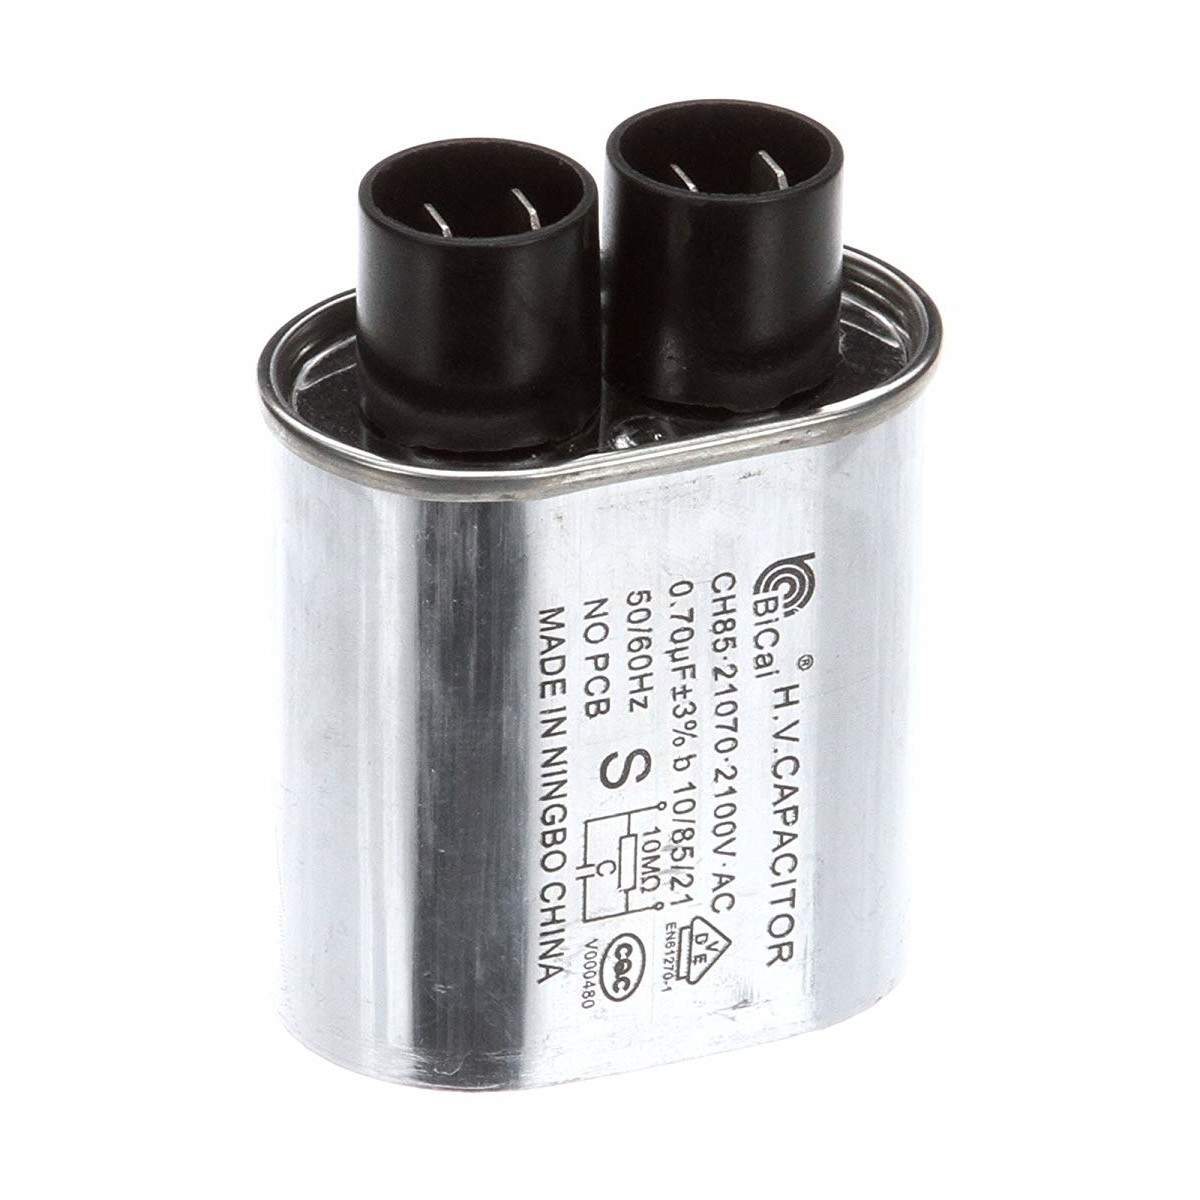 BiCai ® H.V.CAPACITOR
CH85·21070·2100V·AC
0.70µF±3% b 10/85/21
50/60Hz
NO PCB
S
10MΩ
C
MADE IN NINGBO CHINA
DVE
EN61270-1
CQC
V000480